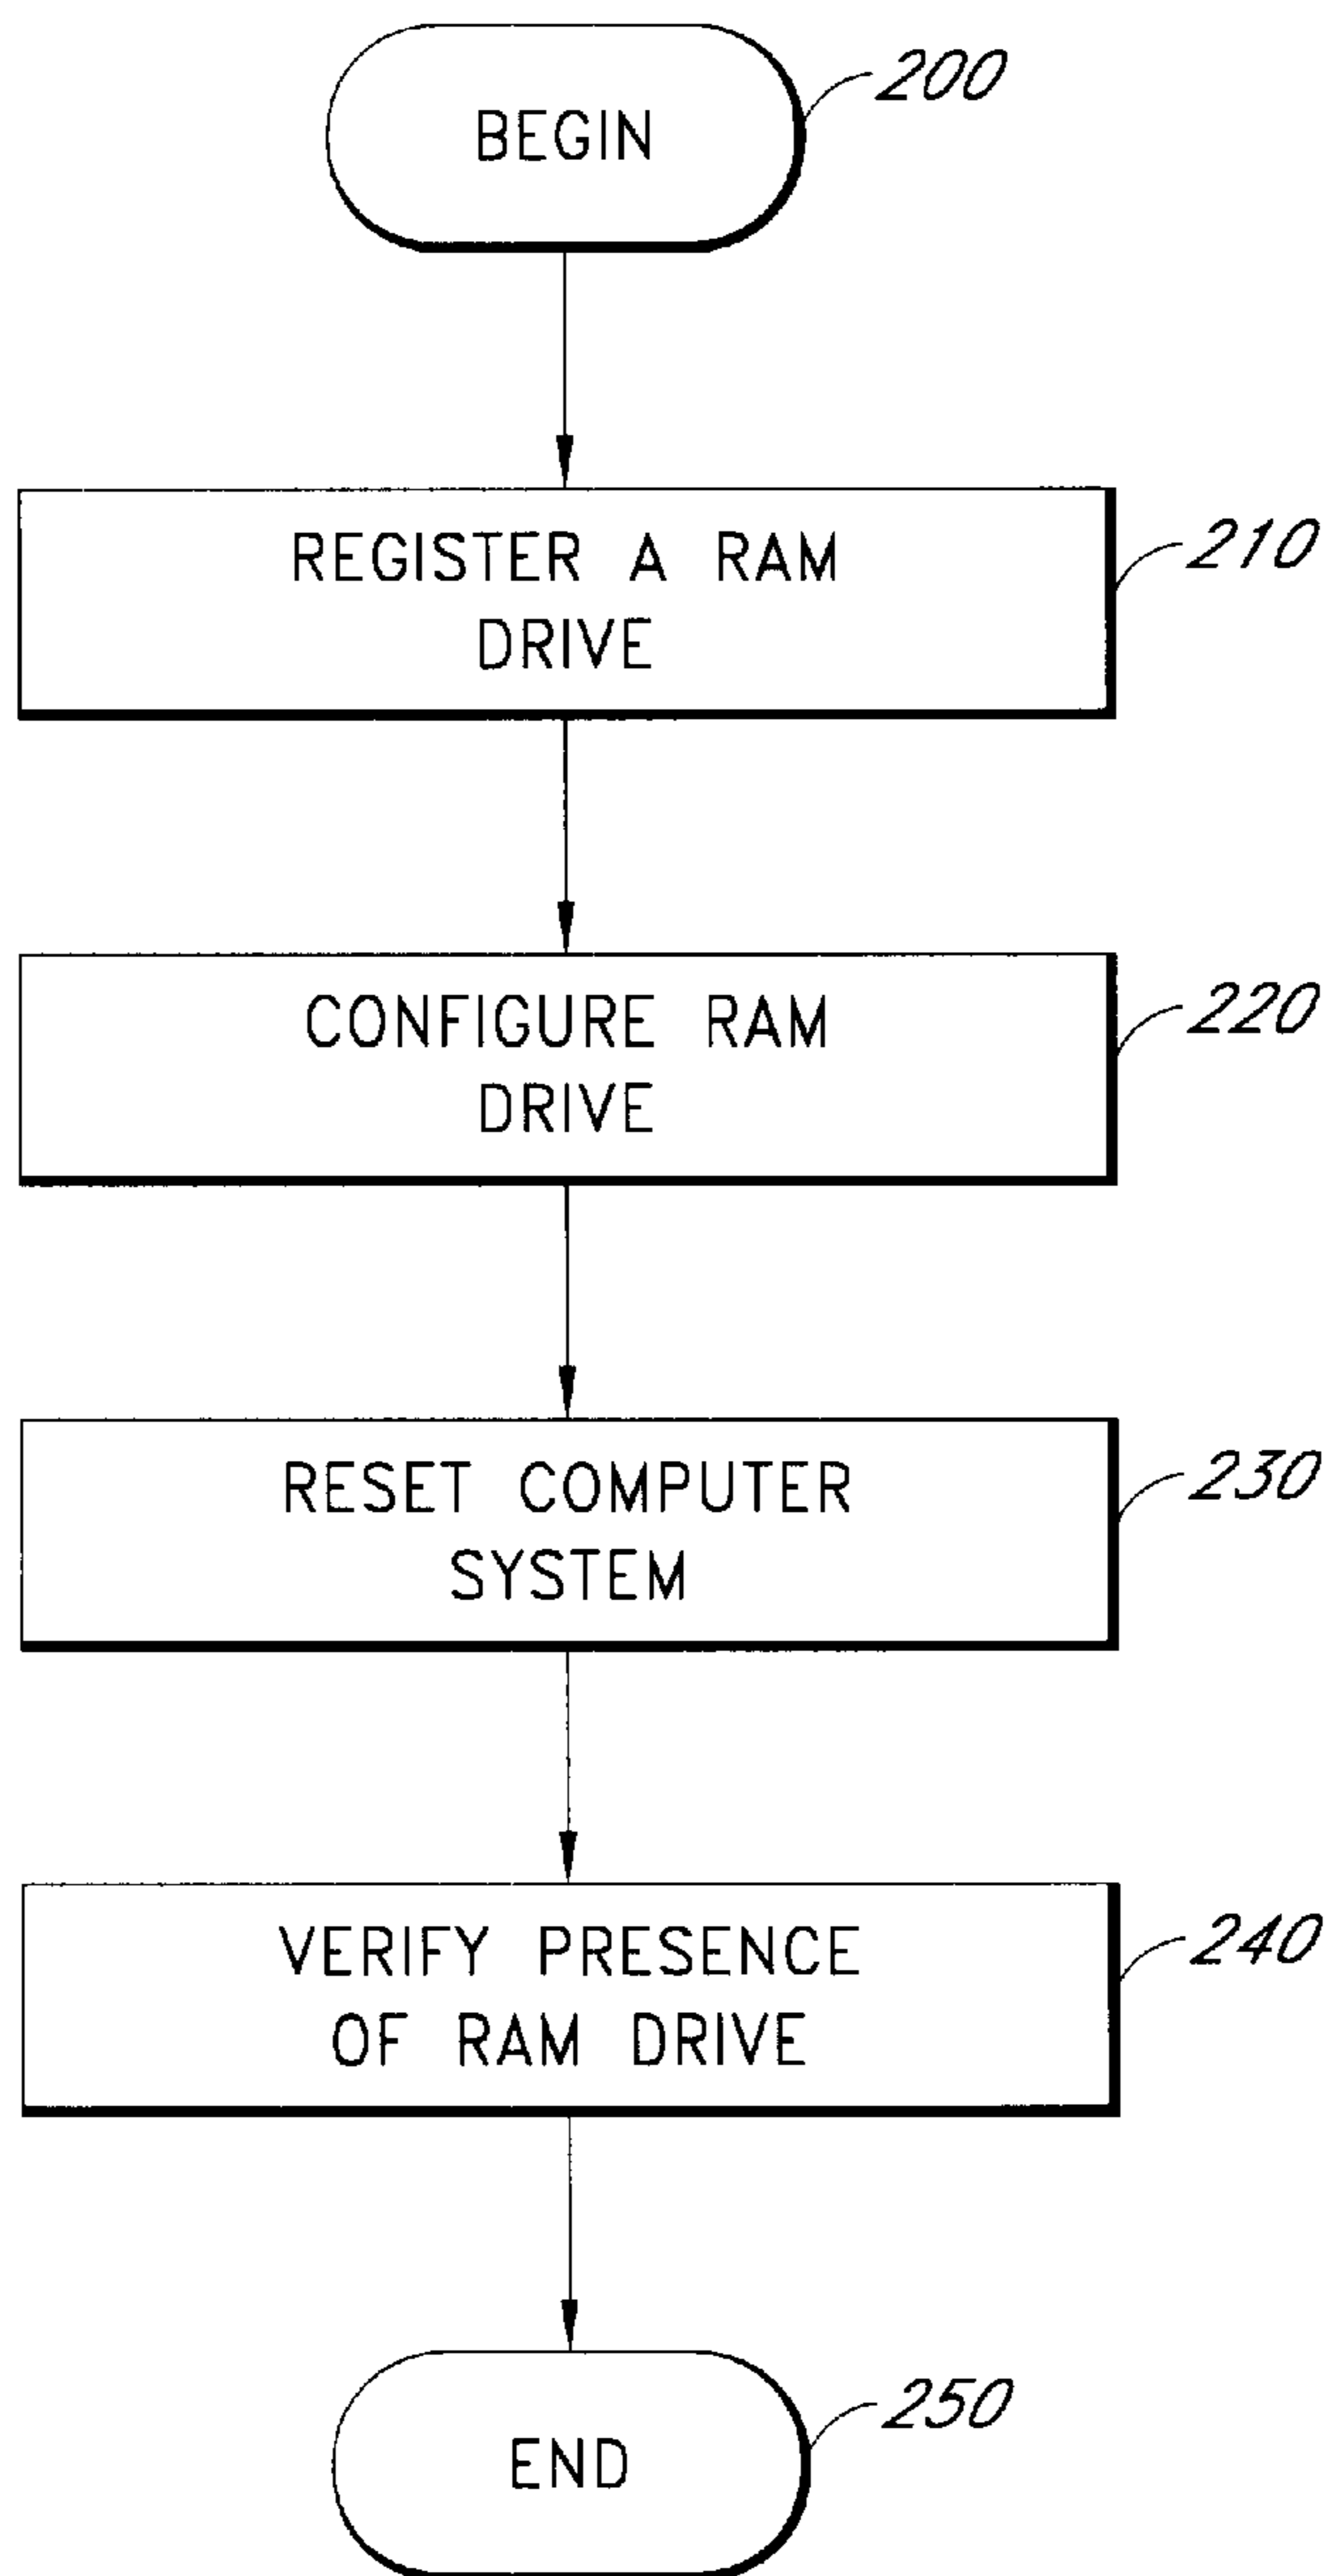 BEGIN
200
REGISTER A RAM
DRIVE
210
CONFIGURE RAM
DRIVE
220
RESET COMPUTER
SYSTEM
230
VERIFY PRESENCE
OF RAM DRIVE
240
END
250